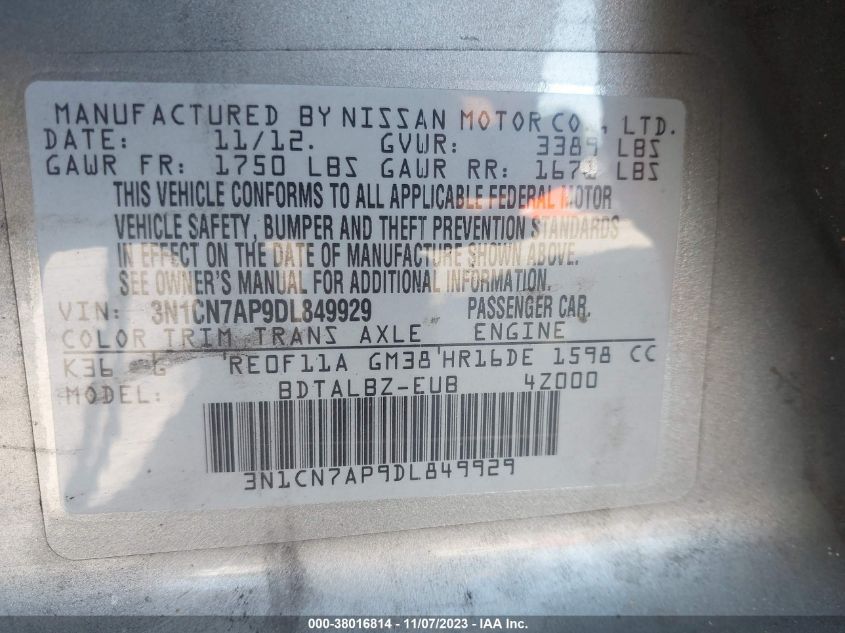 MANUFACTURED BY NISSAN MOTOR CO., LTD.
DATE: 11/12. GVWR: 3389 LBS
GAWR FR: 1750 LBS GAWR RR: 1671 LBS
THIS VEHICLE CONFORMS TO ALL APPLICABLE FEDERAL MOTOR
VEHICLE SAFETY, BUMPER AND THEFT PREVENTION STANDARDS
IN EFFECT ON THE DATE OF MANUFACTURE SHOWN ABOVE.
SEE OWNER'S MANUAL FOR ADDITIONAL INFORMATION.
VIN: 3N1CN7AP9DL849929 PASSENGER CAR.
COLOR TRIM TRANS AXLE ENGINE
K36 G RE0F11A GM38 HR16DE 1598 CC
MODEL: BDTALBZ-EUB 4Z000
3N1CN7AP9DL849929
000-38016814 - 11/07/2023 - IAA Inc.